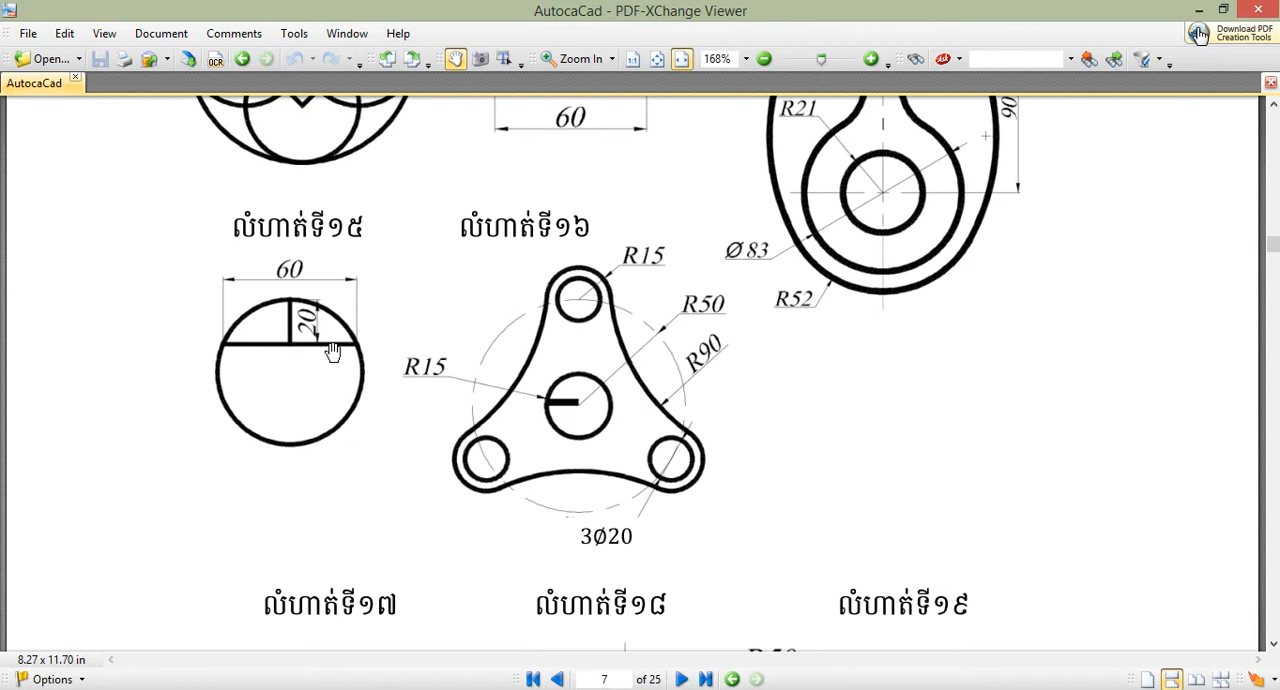 AutocaCad - PDF-XChange Viewer
File Edit View Document Comments Tools Window Help
Download PDF
Creation Tools
Open...
OCR
Zoom In
168%
AutocaCad
60
R21
90
Ø 83
R52
លំហាត់ទី១៥
លំហាត់ទី១៦
60
20
R15
R50
R90
R15
3Ø20
លំហាត់ទី១៧
លំហាត់ទី១៨
លំហាត់ទី១៩
8.27 x 11.70 in
Options
7 of 25